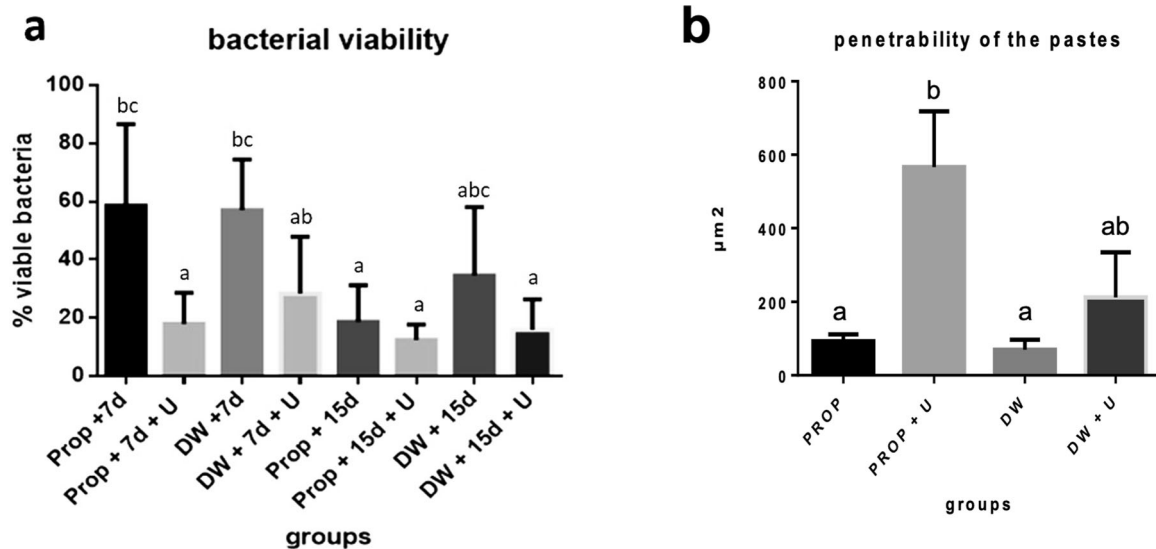 a
bacterial viability
% viable bacteria
100
80
60
40
20
0
bc
a
bc
ab
a
a
abc
a
Prop +7d
Prop + 7d + U
DW +7d
DW + 7d + U
Prop + 15d
Prop + 15d + U
DW + 15d
DW + 15d + U
groups
b
penetrability of the pastes
µm2
800
600
400
200
0
a
b
a
ab
PROP
PROP + U
DW
DW + U
groups